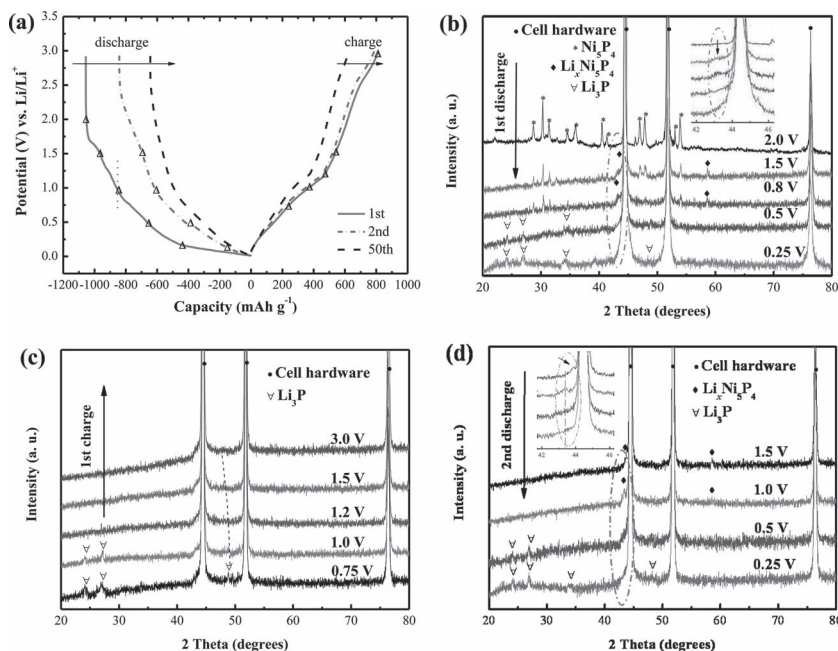 (a)
3.5
3.0
2.5
2.0
1.5
1.0
0.5
0.0
Potential (V) vs. Li/Li⁺
discharge
charge
1st
2nd
50th
-1200 -1000 -800 -600 -400 -200 0 200 400 600 800 1000
Capacity (mAh g⁻¹)
(b)
Cell hardware
Ni₅P₄
LiₓNi₅P₄
Li₃P
1st discharge
Intensity (a. u.)
42 44 46
2.0 V
1.5 V
0.8 V
0.5 V
0.25 V
20 30 40 50 60 70 80
2 Theta (degrees)
(c)
Cell hardware
Li₃P
1st charge
Intensity (a. u.)
3.0 V
1.5 V
1.2 V
1.0 V
0.75 V
20 30 40 50 60 70 80
2 Theta (degrees)
(d)
Cell hardware
LiₓNi₅P₄
Li₃P
2nd discharge
Intensity (a. u.)
42 44 46
1.5 V
1.0 V
0.5 V
0.25 V
20 30 40 50 60 70 80
2 Theta (degrees)